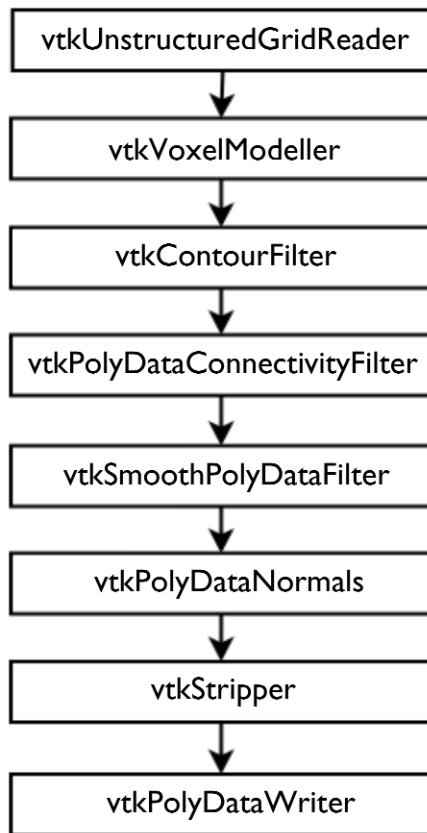 vtkUnstructuredGridReader
vtkVoxelModeller
vtkContourFilter
vtkPolyDataConnectivityFilter
vtkSmoothPolyDataFilter
vtkPolyDataNormals
vtkStripper
vtkPolyDataWriter